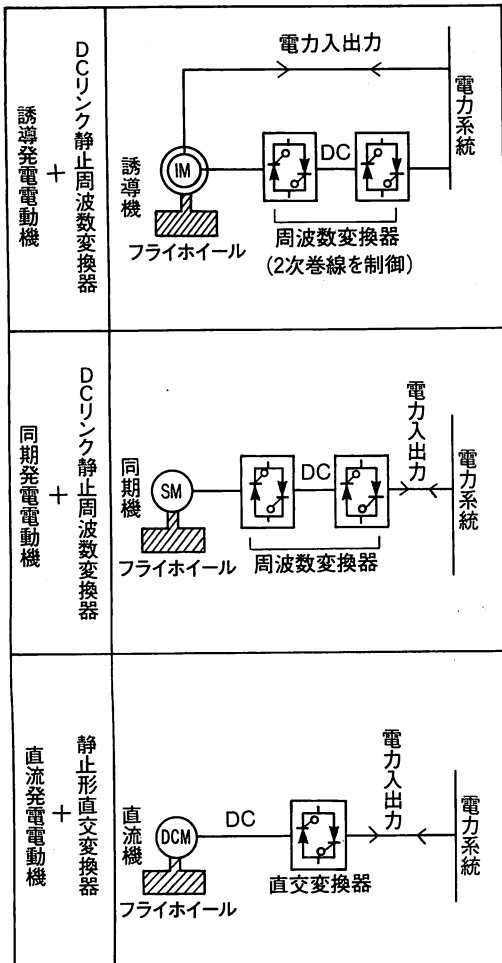 誘導発電電動機
+
DCリンク静止周波数変換器
電力入出力
電力系統
誘導機
IM
DC
フライホイール
周波数変換器
(2次巻線を制御)
同期発電電動機
+
DCリンク静止周波数変換器
電力入出力
電力系統
同期機
SM
DC
フライホイール
周波数変換器
直流発電電動機
+
静止形直交変換器
電力入出力
電力系統
直流機
DCM
DC
フライホイール
直交変換器